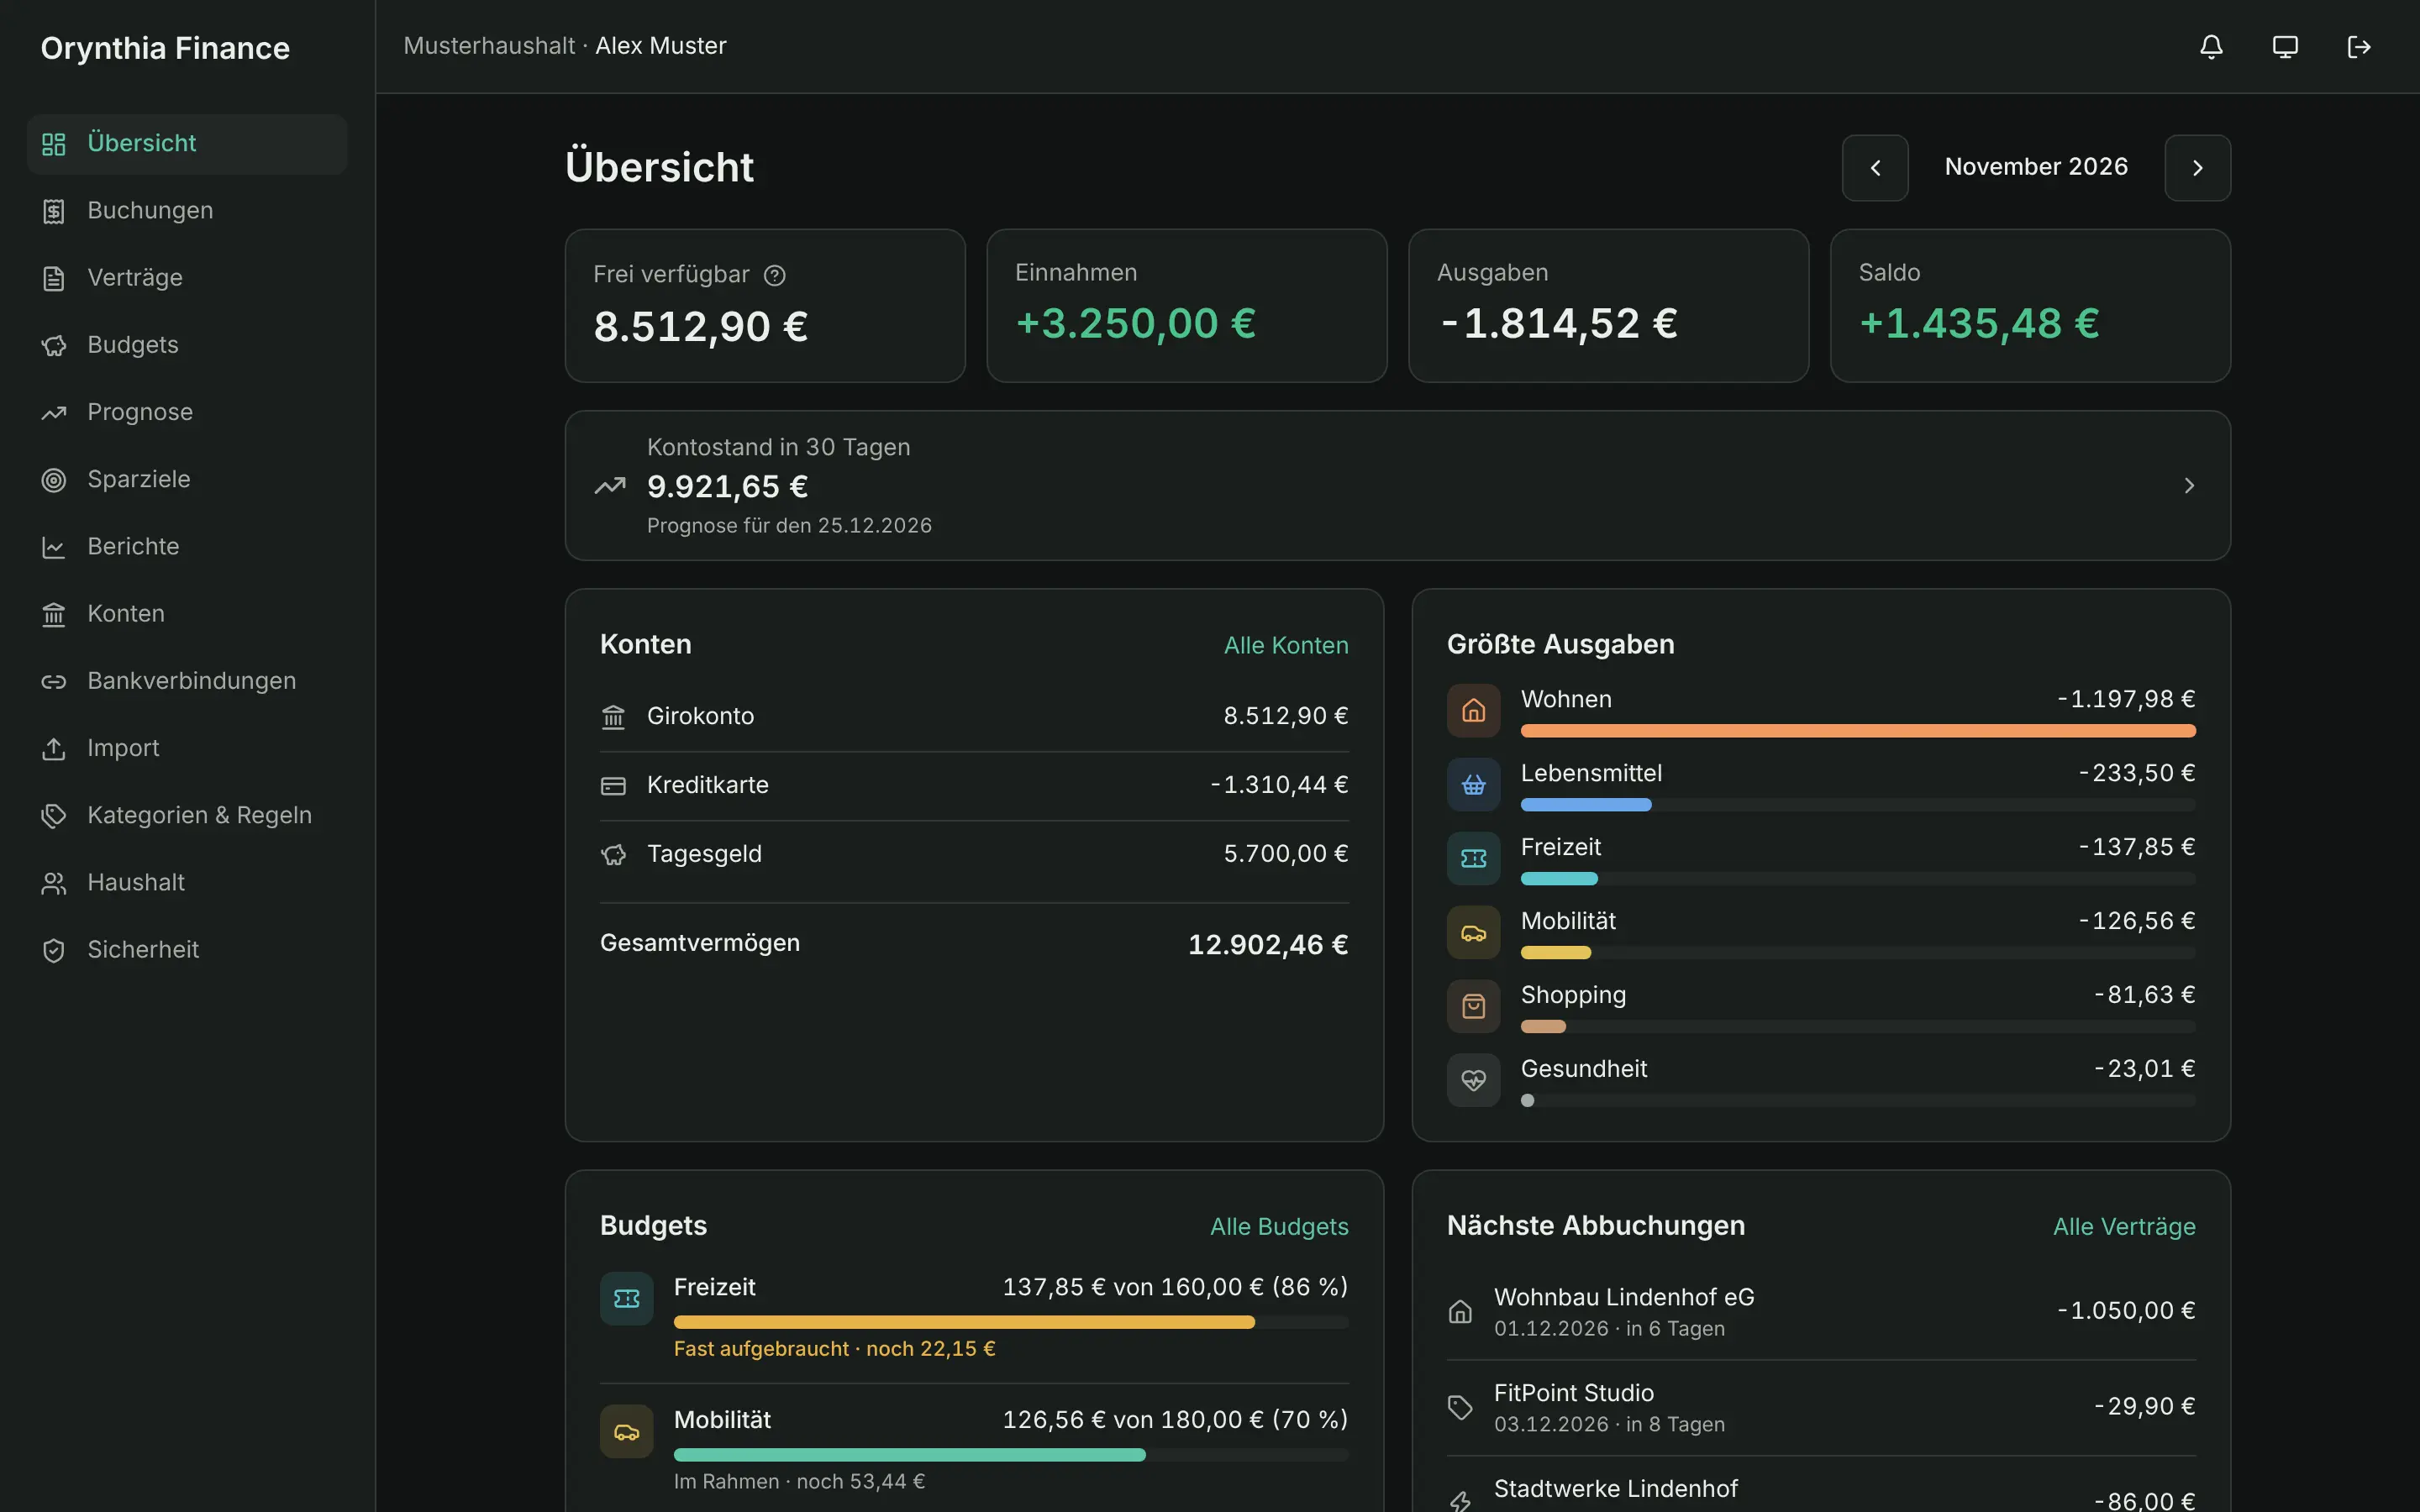 Orynthia Finance
Musterhaushalt · Alex Muster
Übersicht
Buchungen
Verträge
Budgets
Prognose
Sparziele
Berichte
Konten
Bankverbindungen
Import
Kategorien & Regeln
Haushalt
Sicherheit
Übersicht
November 2026
Frei verfügbar
8.512,90 €
Einnahmen
+3.250,00 €
Ausgaben
-1.814,52 €
Saldo
+1.435,48 €
Kontostand in 30 Tagen
9.921,65 €
Prognose für den 25.12.2026
Konten Alle Konten
Girokonto 8.512,90 €
Kreditkarte -1.310,44 €
Tagesgeld 5.700,00 €
Gesamtvermögen 12.902,46 €
Größte Ausgaben
Wohnen -1.197,98 €
Lebensmittel -233,50 €
Freizeit -137,85 €
Mobilität -126,56 €
Shopping -81,63 €
Gesundheit -23,01 €
Budgets Alle Budgets
Freizeit 137,85 € von 160,00 € (86 %)
Fast aufgebraucht · noch 22,15 €
Mobilität 126,56 € von 180,00 € (70 %)
Im Rahmen · noch 53,44 €
Nächste Abbuchungen Alle Verträge
Wohnbau Lindenhof eG -1.050,00 €
01.12.2026 · in 6 Tagen
FitPoint Studio -29,90 €
03.12.2026 · in 8 Tagen
Stadtwerke Lindenhof -86,00 €